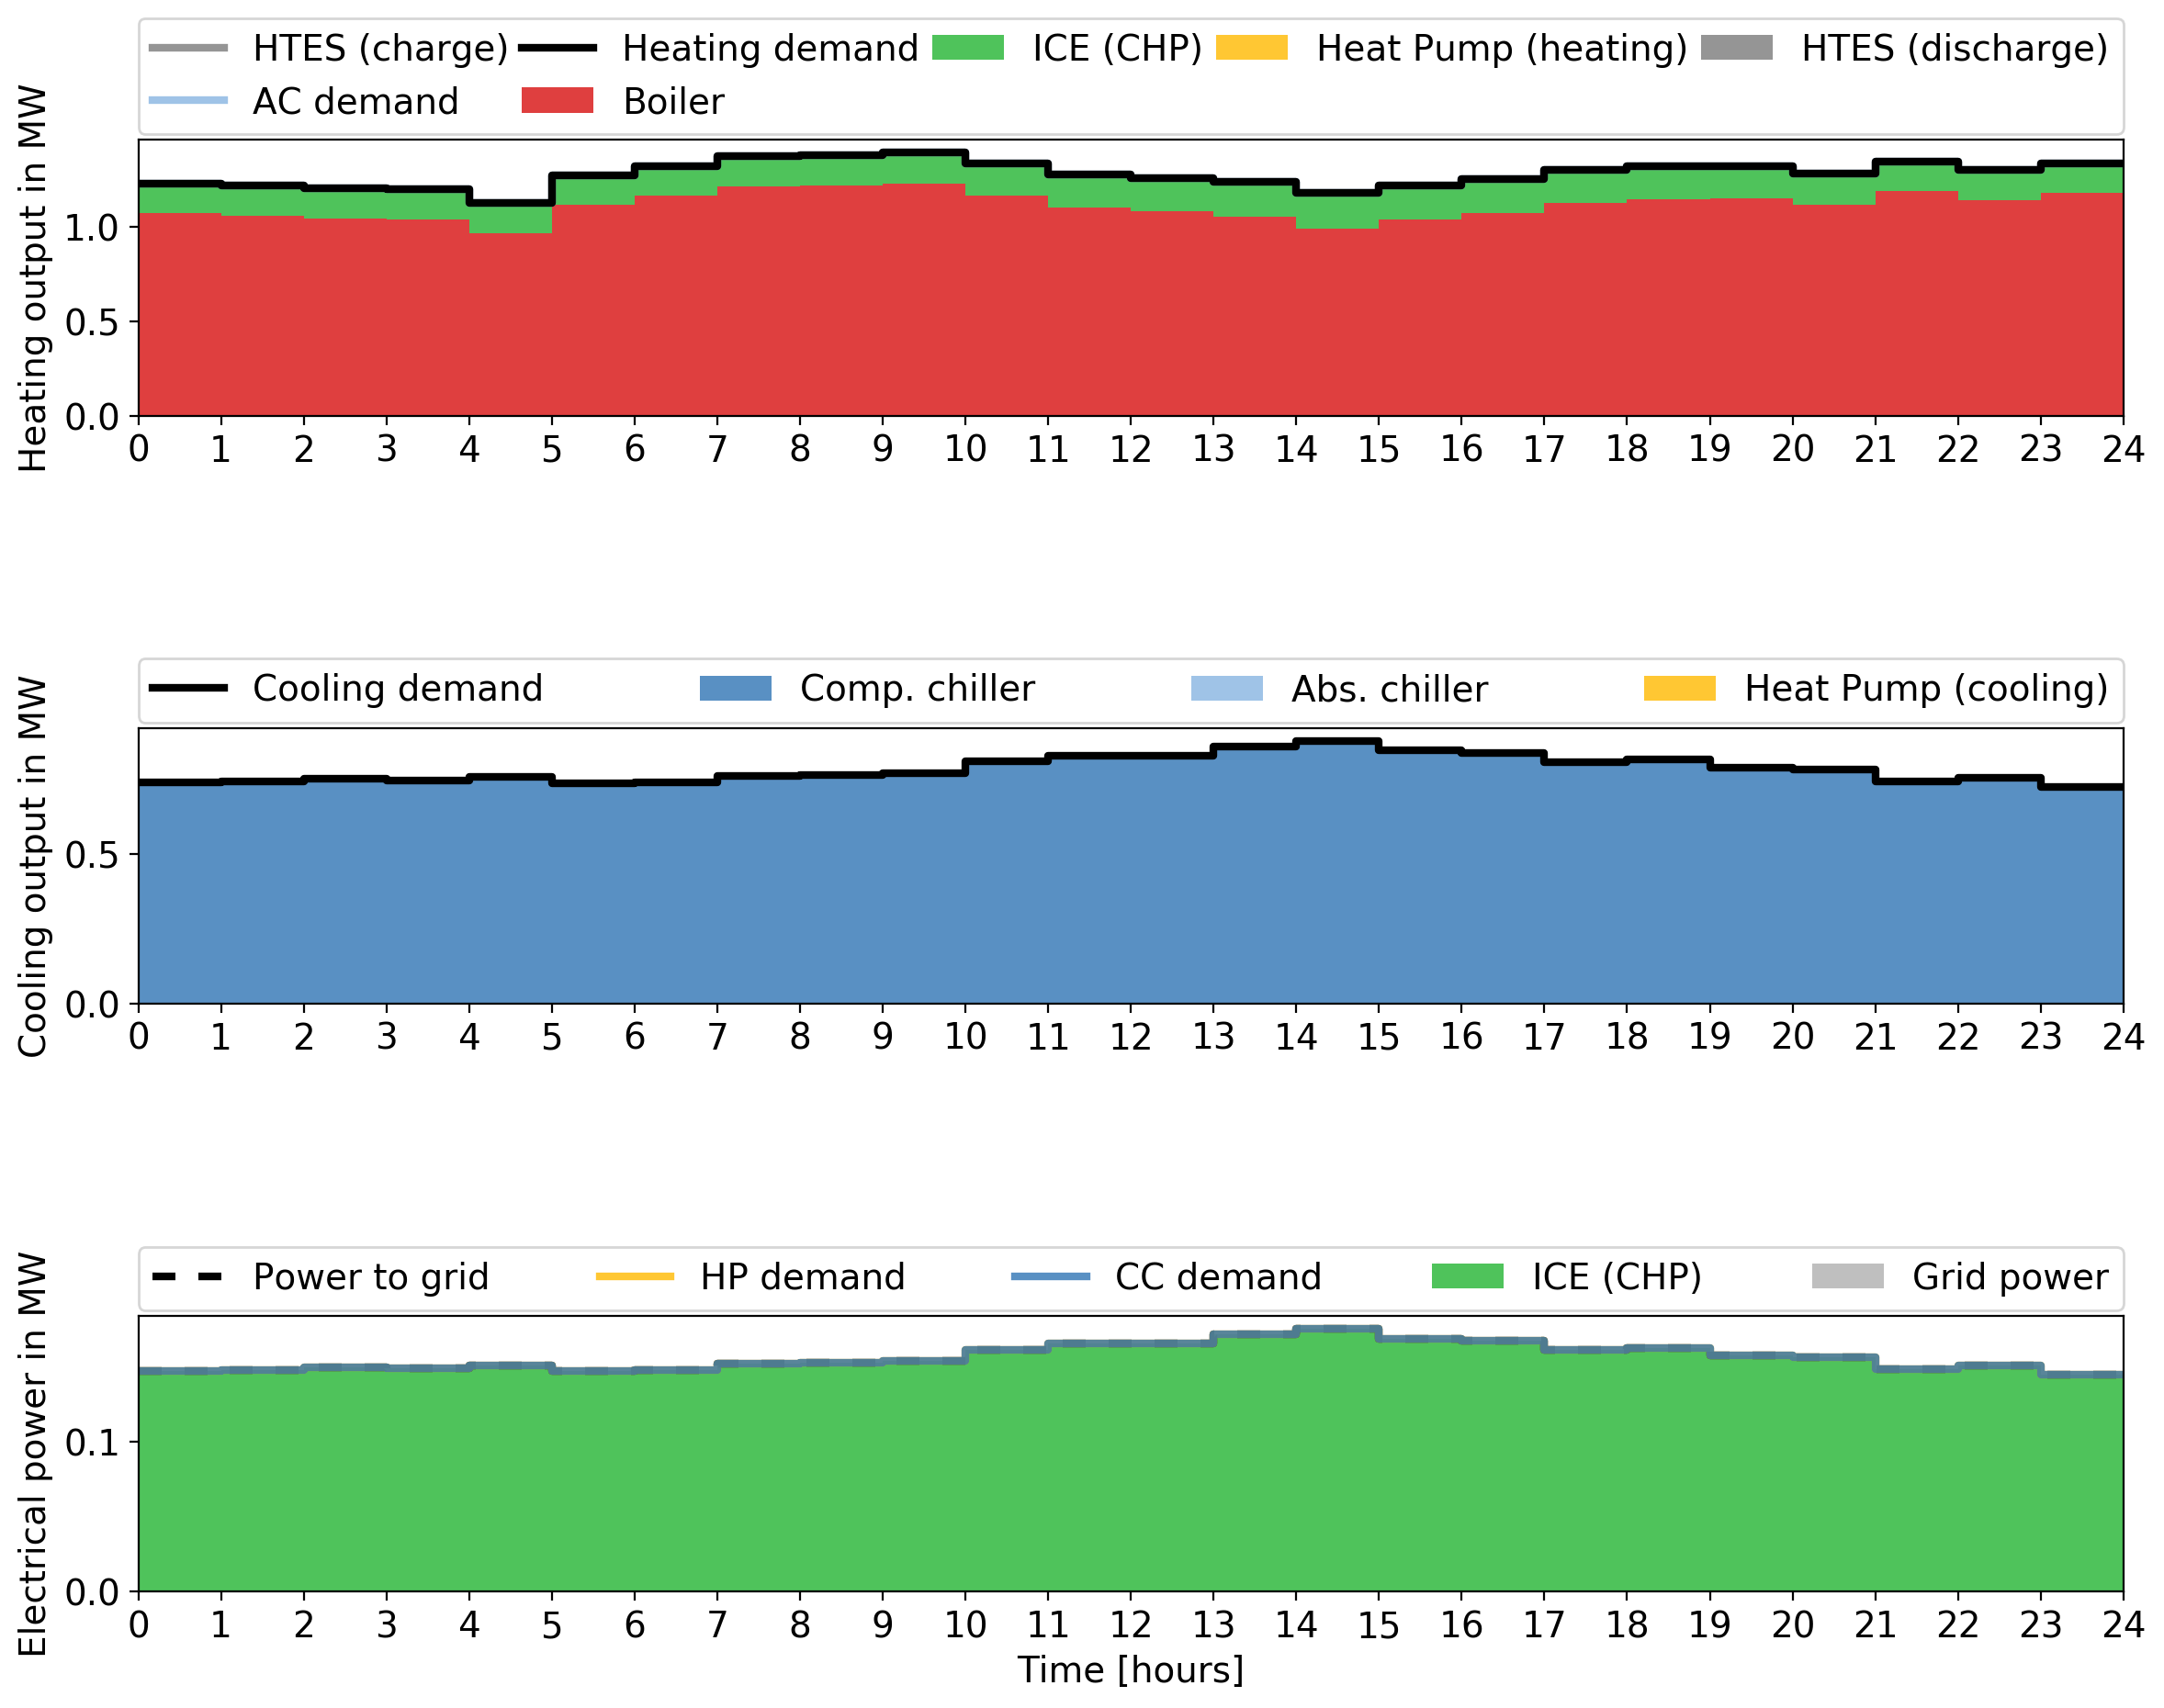 HTES (charge) Heating demand ICE (CHP) Heat Pump (heating) HTES (discharge)
AC demand Boiler
Heating output in MW
1.0
0.5
0.0
0 1 2 3 4 5 6 7 8 9 10 11 12 13 14 15 16 17 18 19 20 21 22 23 24
Cooling demand Comp. chiller Abs. chiller Heat Pump (cooling)
Cooling output in MW
0.5
0.0
0 1 2 3 4 5 6 7 8 9 10 11 12 13 14 15 16 17 18 19 20 21 22 23 24
Power to grid HP demand CC demand ICE (CHP) Grid power
Electrical power in MW
0.1
0.0
0 1 2 3 4 5 6 7 8 9 10 11 12 13 14 15 16 17 18 19 20 21 22 23 24
Time [hours]